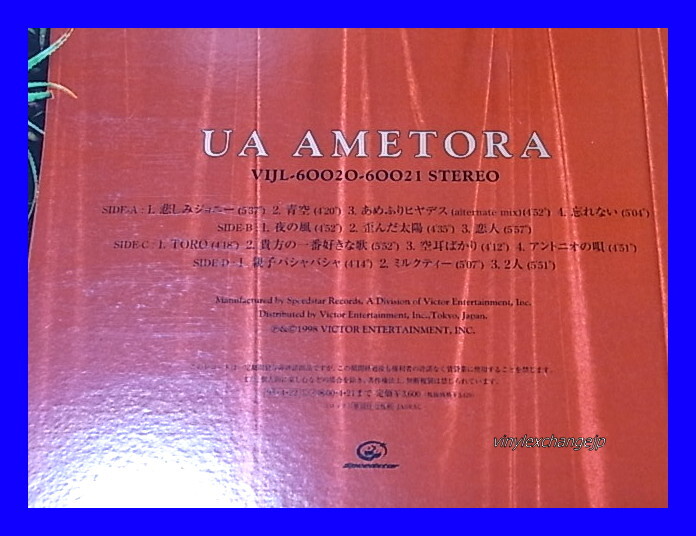 UA AMETORA
VIJL-60020-60021 STEREO
SIDE-A : 1. 悲しみジョニー (5'37") 2. 青空 (4'20") 3. あめふりヒヤデス (alternate mix) (4'52") 4. 忘れない (5'04")
SIDE-B : 1. 夜の風 (4'52") 2. 歪んだ太陽 (4'35") 3. 恋人 (5'57")
SIDE-C : 1. TORO (4'18") 2. 貴方の一番好きな歌 (5'52") 3. 空耳ばかり (4'12") 4. アントニオの唄 (4'51")
SIDE-D : 1. 親子パシャパシャ (4'14") 2. ミルクティー (5'07") 3. 2人 (5'51")
Manufactured by Speedstar Records, A Division of Victor Entertainment, Inc.
Distributed by Victor Entertainment, Inc.,Tokyo, Japan.
℗&©1998 VICTOR ENTERTAINMENT, INC.
定価￥3,600
Speedstar
vinylexchangejp